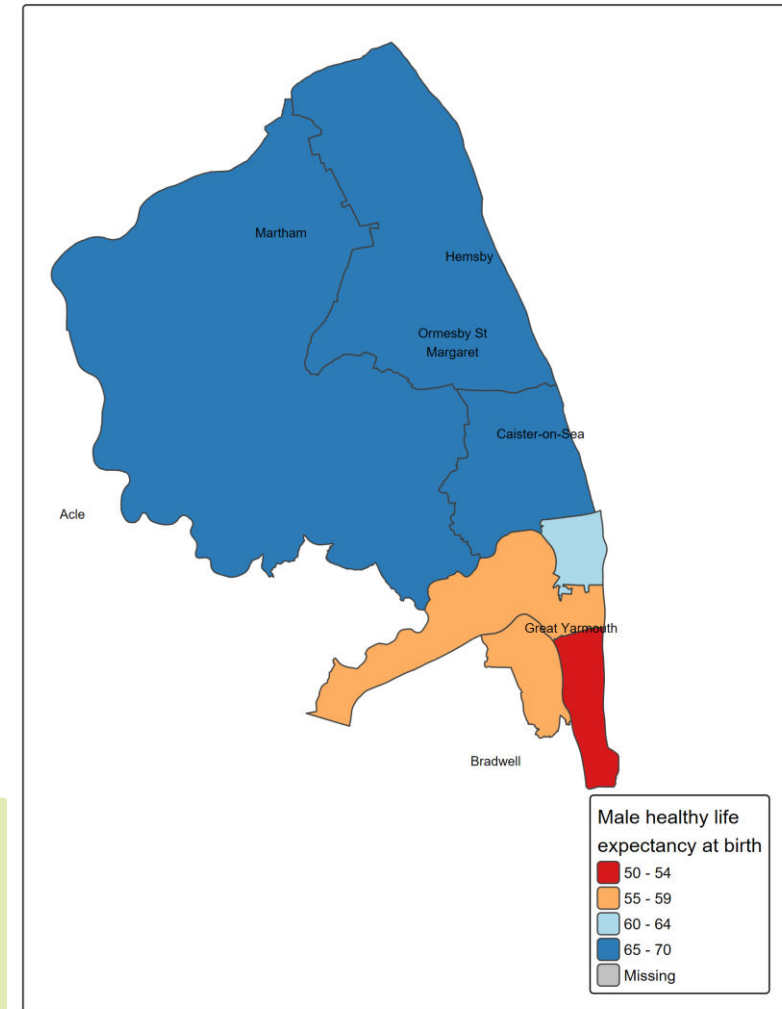 Martham
Hemsby
Ormesby St
Margaret
Caister-on-Sea
Acle
Great Yarmouth
Bradwell
Male healthy life
expectancy at birth
50 - 54
55 - 59
60 - 64
65 - 70
Missing